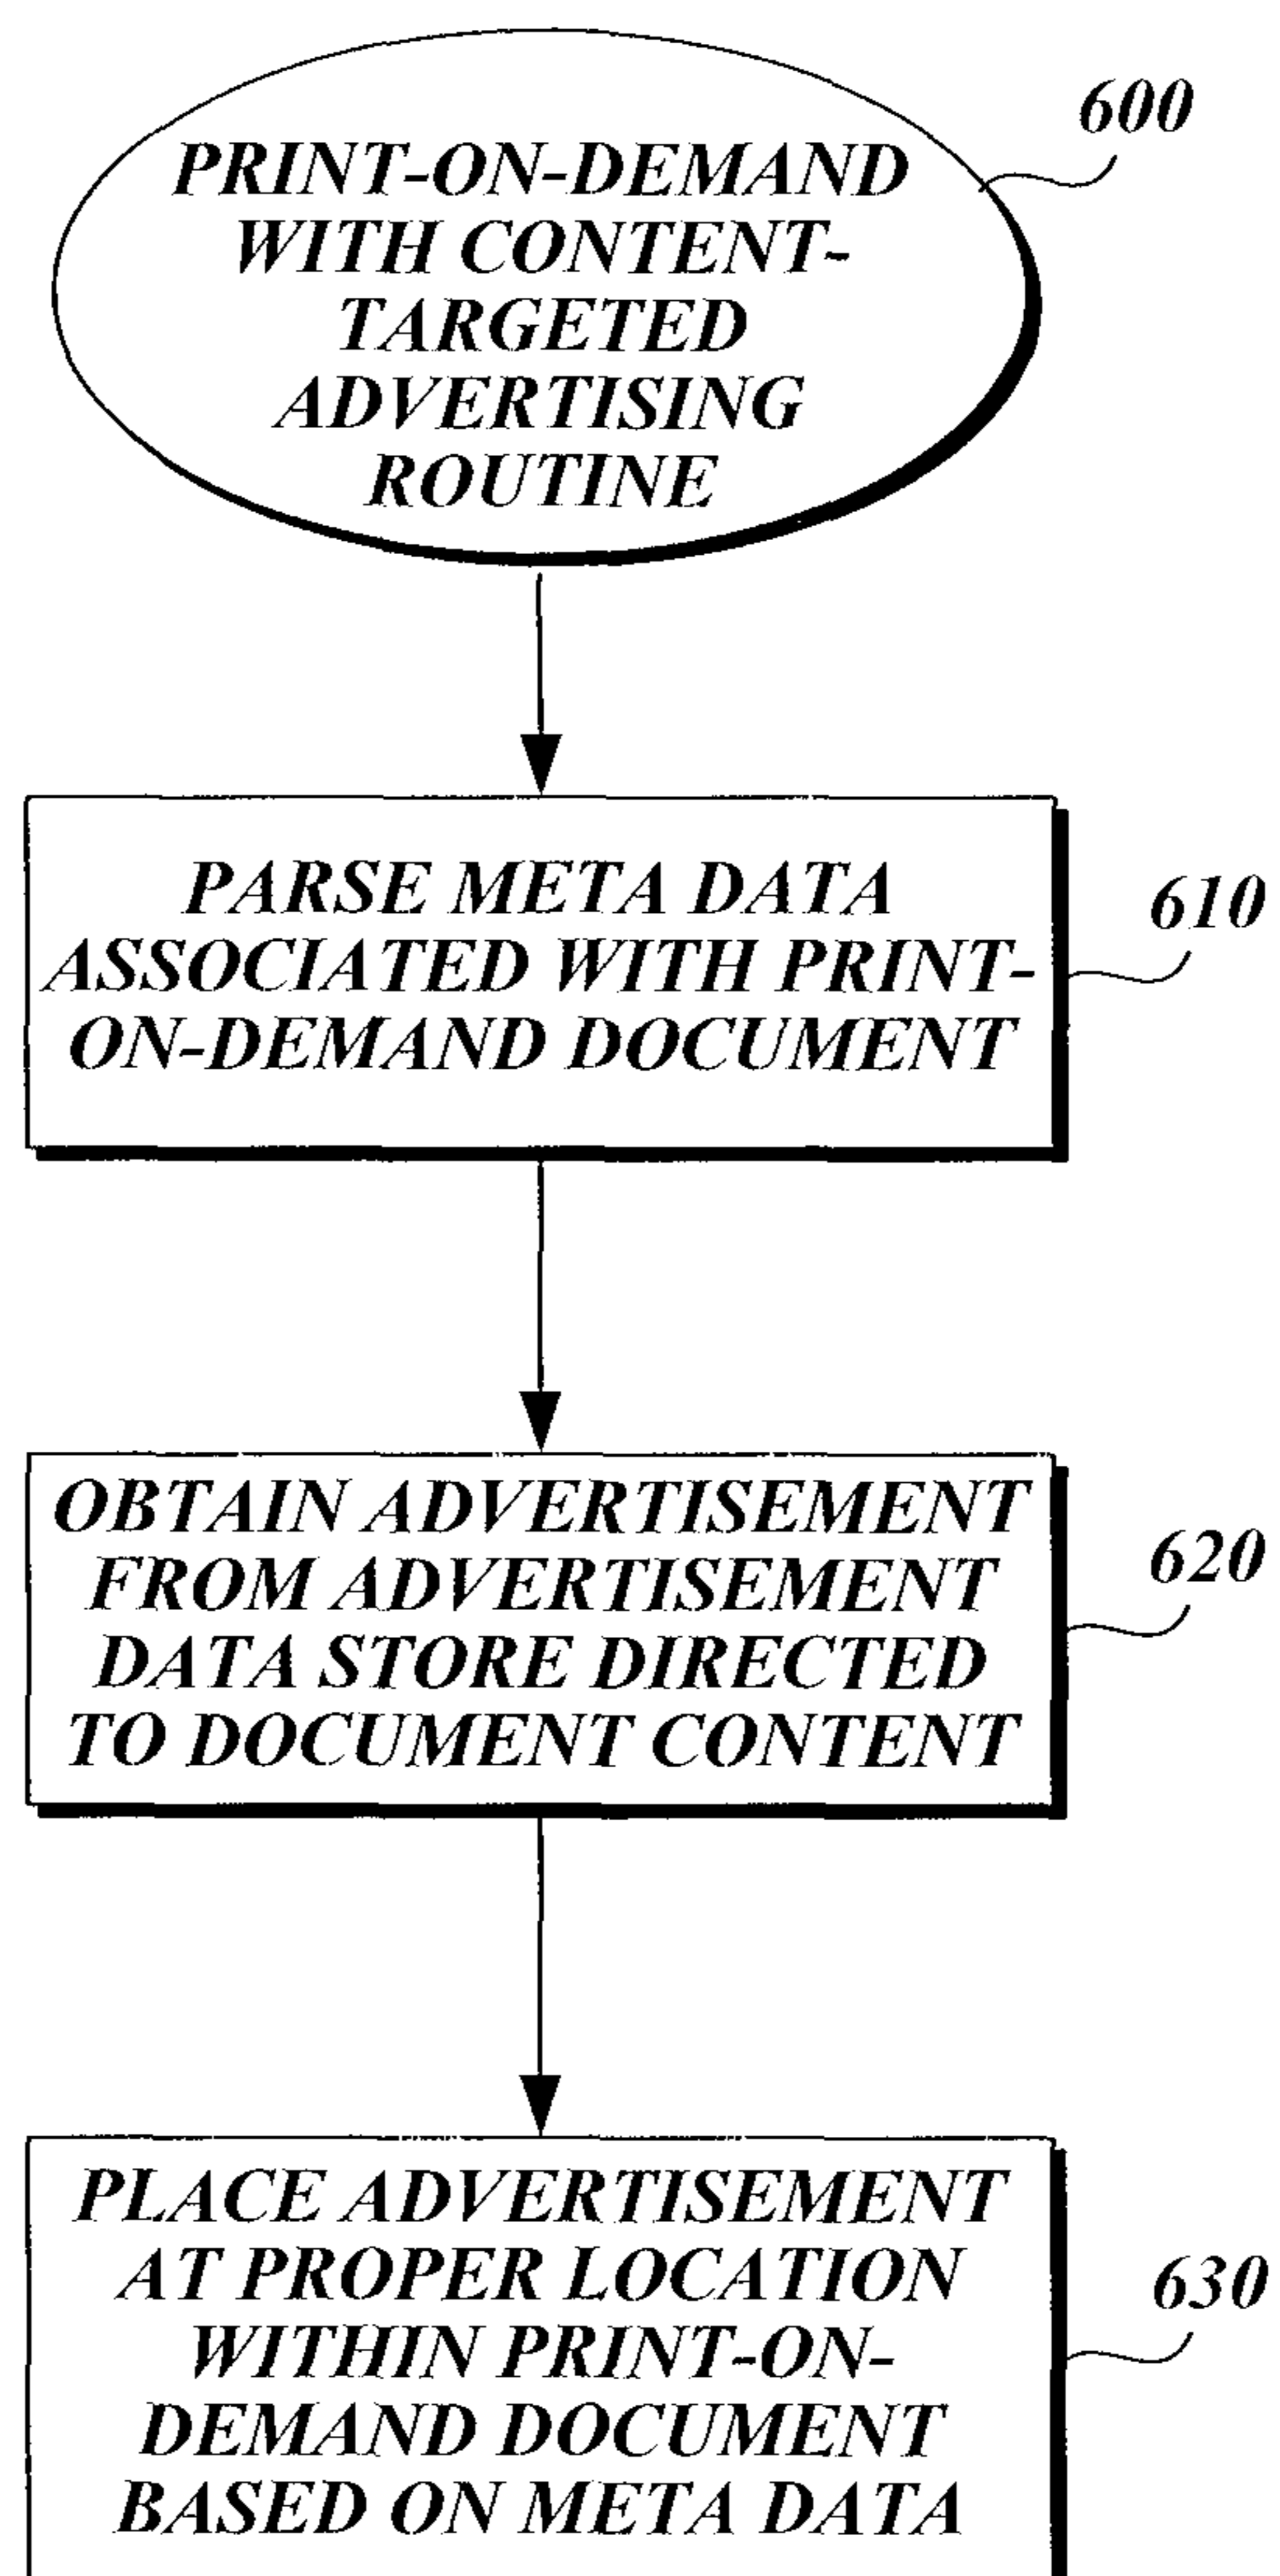 600
PRINT-ON-DEMAND
WITH CONTENT-
TARGETED
ADVERTISING
ROUTINE
PARSE META DATA
ASSOCIATED WITH PRINT-
ON-DEMAND DOCUMENT
610
OBTAIN ADVERTISEMENT
FROM ADVERTISEMENT
DATA STORE DIRECTED
TO DOCUMENT CONTENT
620
PLACE ADVERTISEMENT
AT PROPER LOCATION
WITHIN PRINT-ON-
DEMAND DOCUMENT
BASED ON META DATA
630